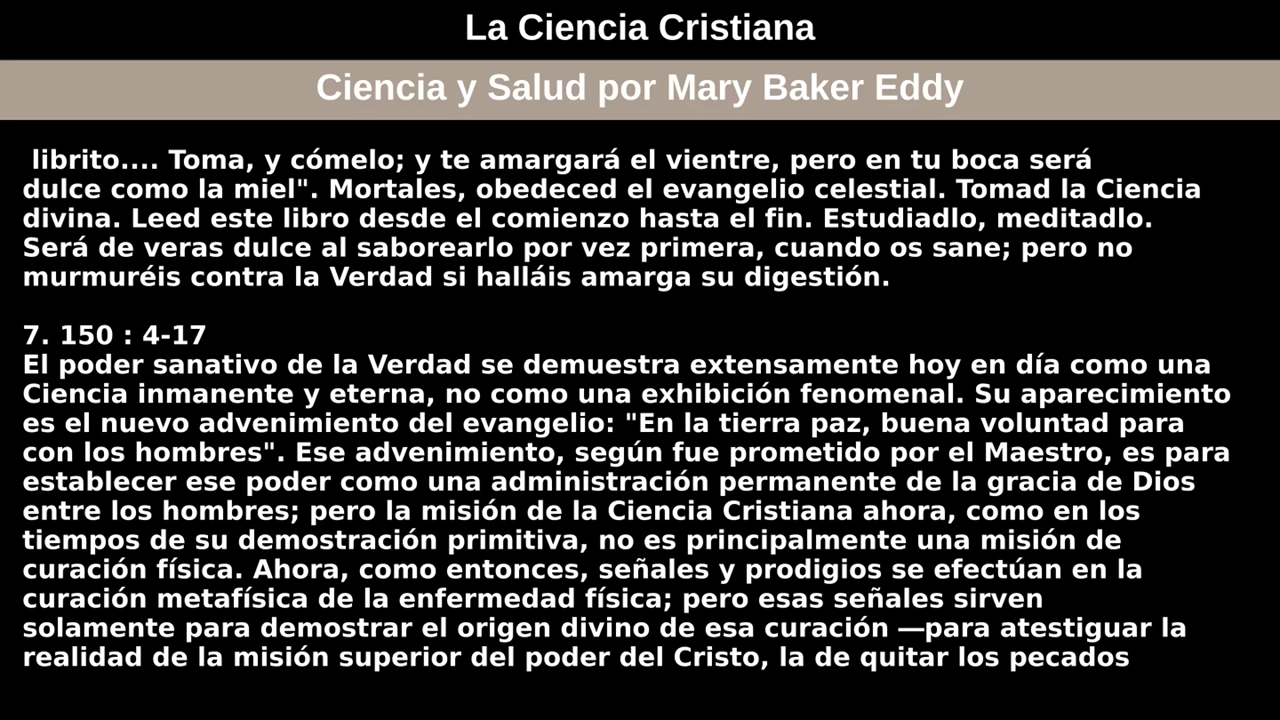 La Ciencia Cristiana
Ciencia y Salud por Mary Baker Eddy
librito.... Toma, y cómelo; y te amargará el vientre, pero en tu boca será
dulce como la miel". Mortales, obedeced el evangelio celestial. Tomad la Ciencia
divina. Leed este libro desde el comienzo hasta el fin. Estudiadlo, meditadlo.
Será de veras dulce al saborearlo por vez primera, cuando os sane; pero no
murmuréis contra la Verdad si halláis amarga su digestión.
7. 150 : 4-17
El poder sanativo de la Verdad se demuestra extensamente hoy en día como una
Ciencia inmanente y eterna, no como una exhibición fenomenal. Su aparecimiento
es el nuevo advenimiento del evangelio: "En la tierra paz, buena voluntad para
con los hombres". Ese advenimiento, según fue prometido por el Maestro, es para
establecer ese poder como una administración permanente de la gracia de Dios
entre los hombres; pero la misión de la Ciencia Cristiana ahora, como en los
tiempos de su demostración primitiva, no es principalmente una misión de
curación física. Ahora, como entonces, señales y prodigios se efectúan en la
curación metafísica de la enfermedad física; pero esas señales sirven
solamente para demostrar el origen divino de esa curación —para atestiguar la
realidad de la misión superior del poder del Cristo, la de quitar los pecados